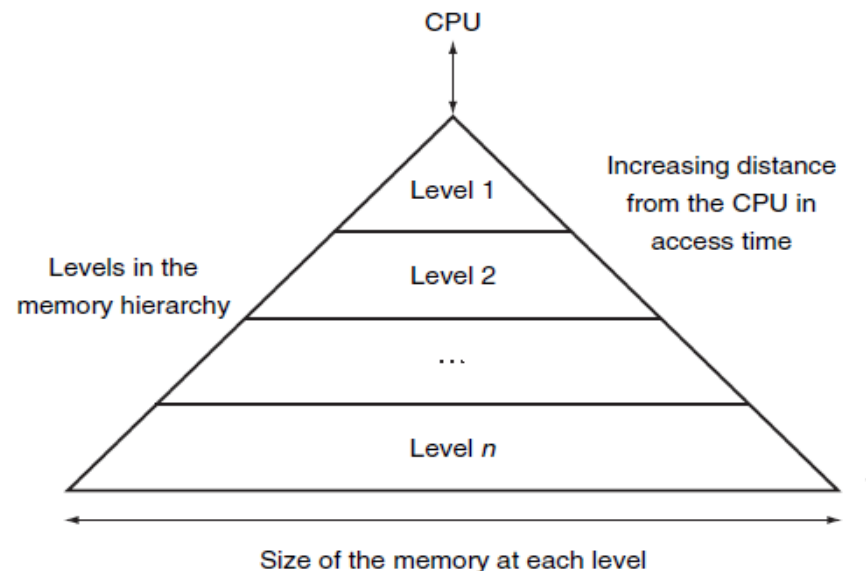 CPU
Level 1
Increasing distance
from the CPU in
access time
Levels in the
memory hierarchy
Level 2
...
Level n
Size of the memory at each level